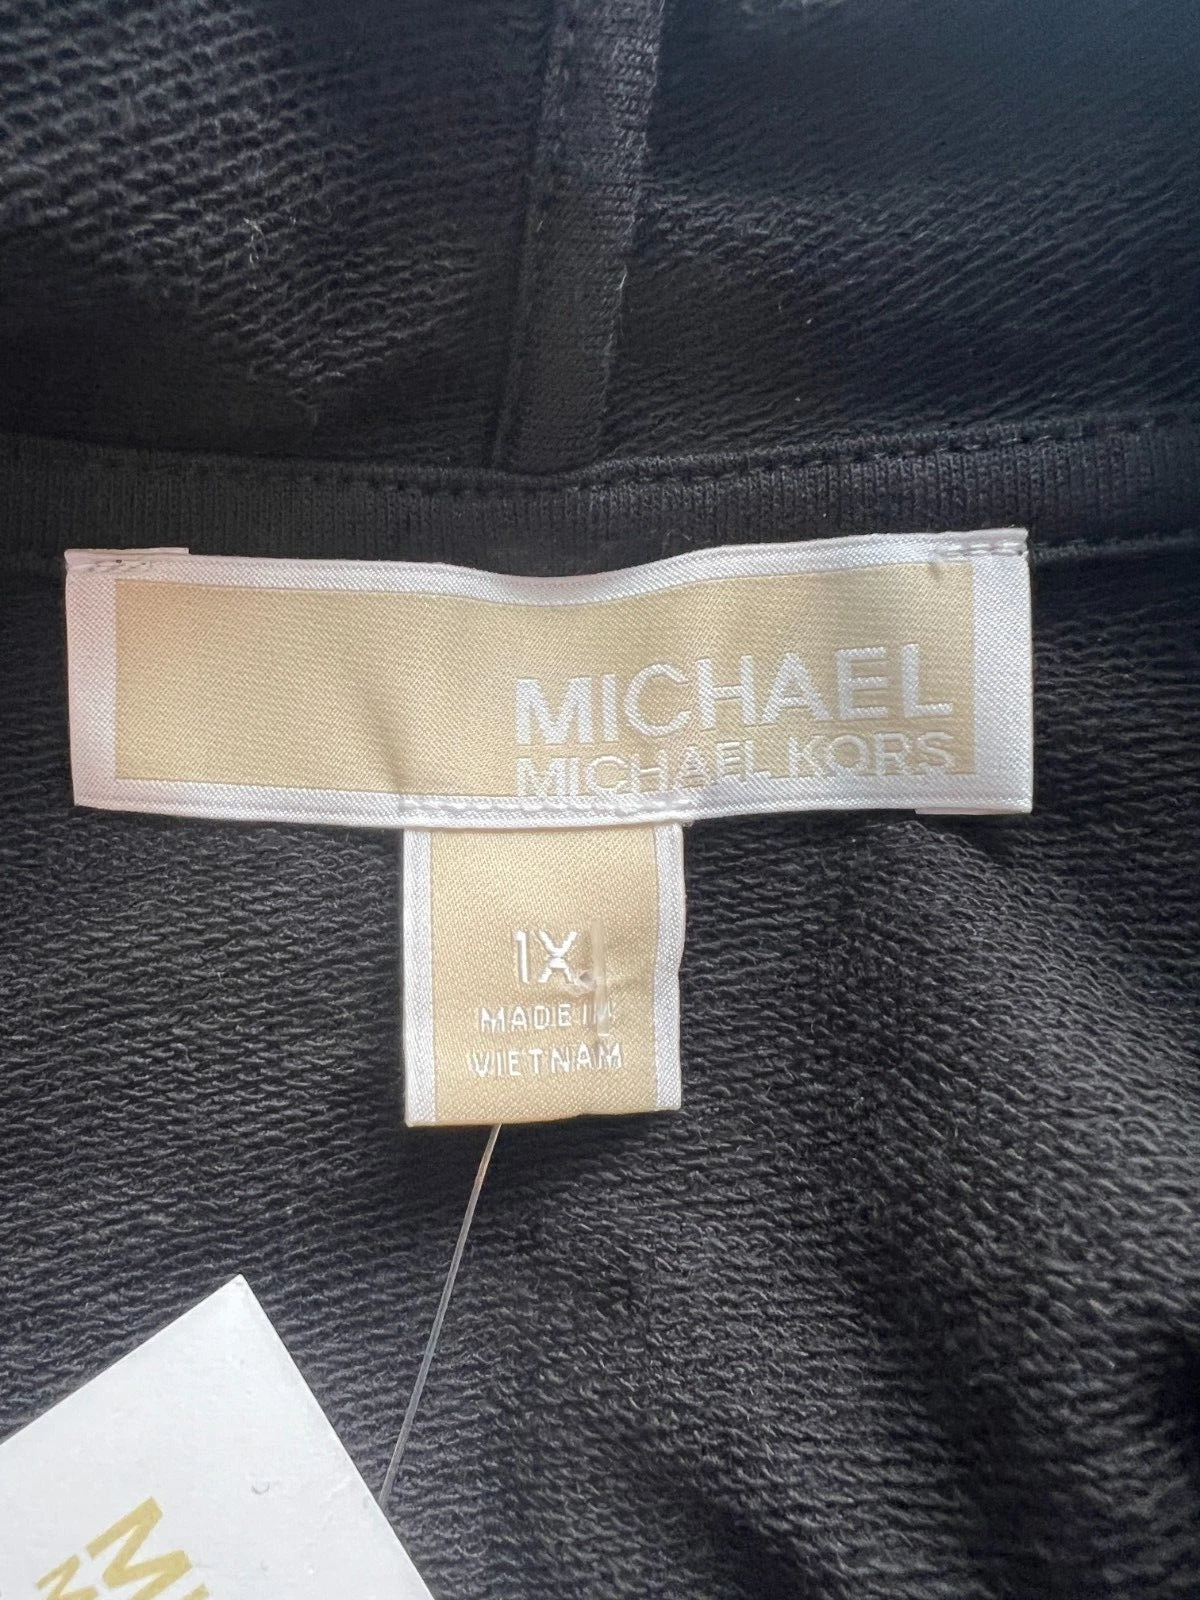 MICHAEL
MICHAEL KORS
1X
MADE IN
VIETNAM